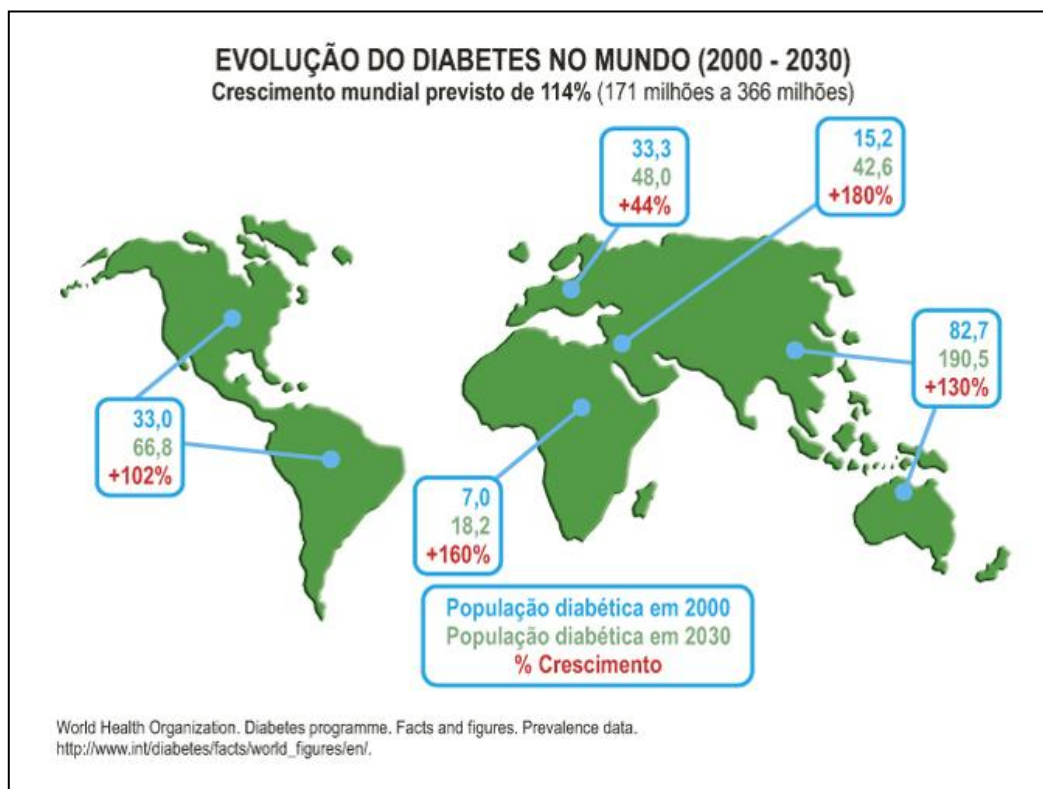 EVOLUÇÃO DO DIABETES NO MUNDO (2000 - 2030)
Crescimento mundial previsto de 114% (171 milhões a 366 milhões)
33,3
48,0
+44%
15,2
42,6
+180%
82,7
190,5
+130%
33,0
66,8
+102%
7,0
18,2
+160%
População diabética em 2000
População diabética em 2030
% Crescimento
World Health Organization. Diabetes programme. Facts and figures. Prevalence data.
http://www.int/diabetes/facts/world_figures/en/.